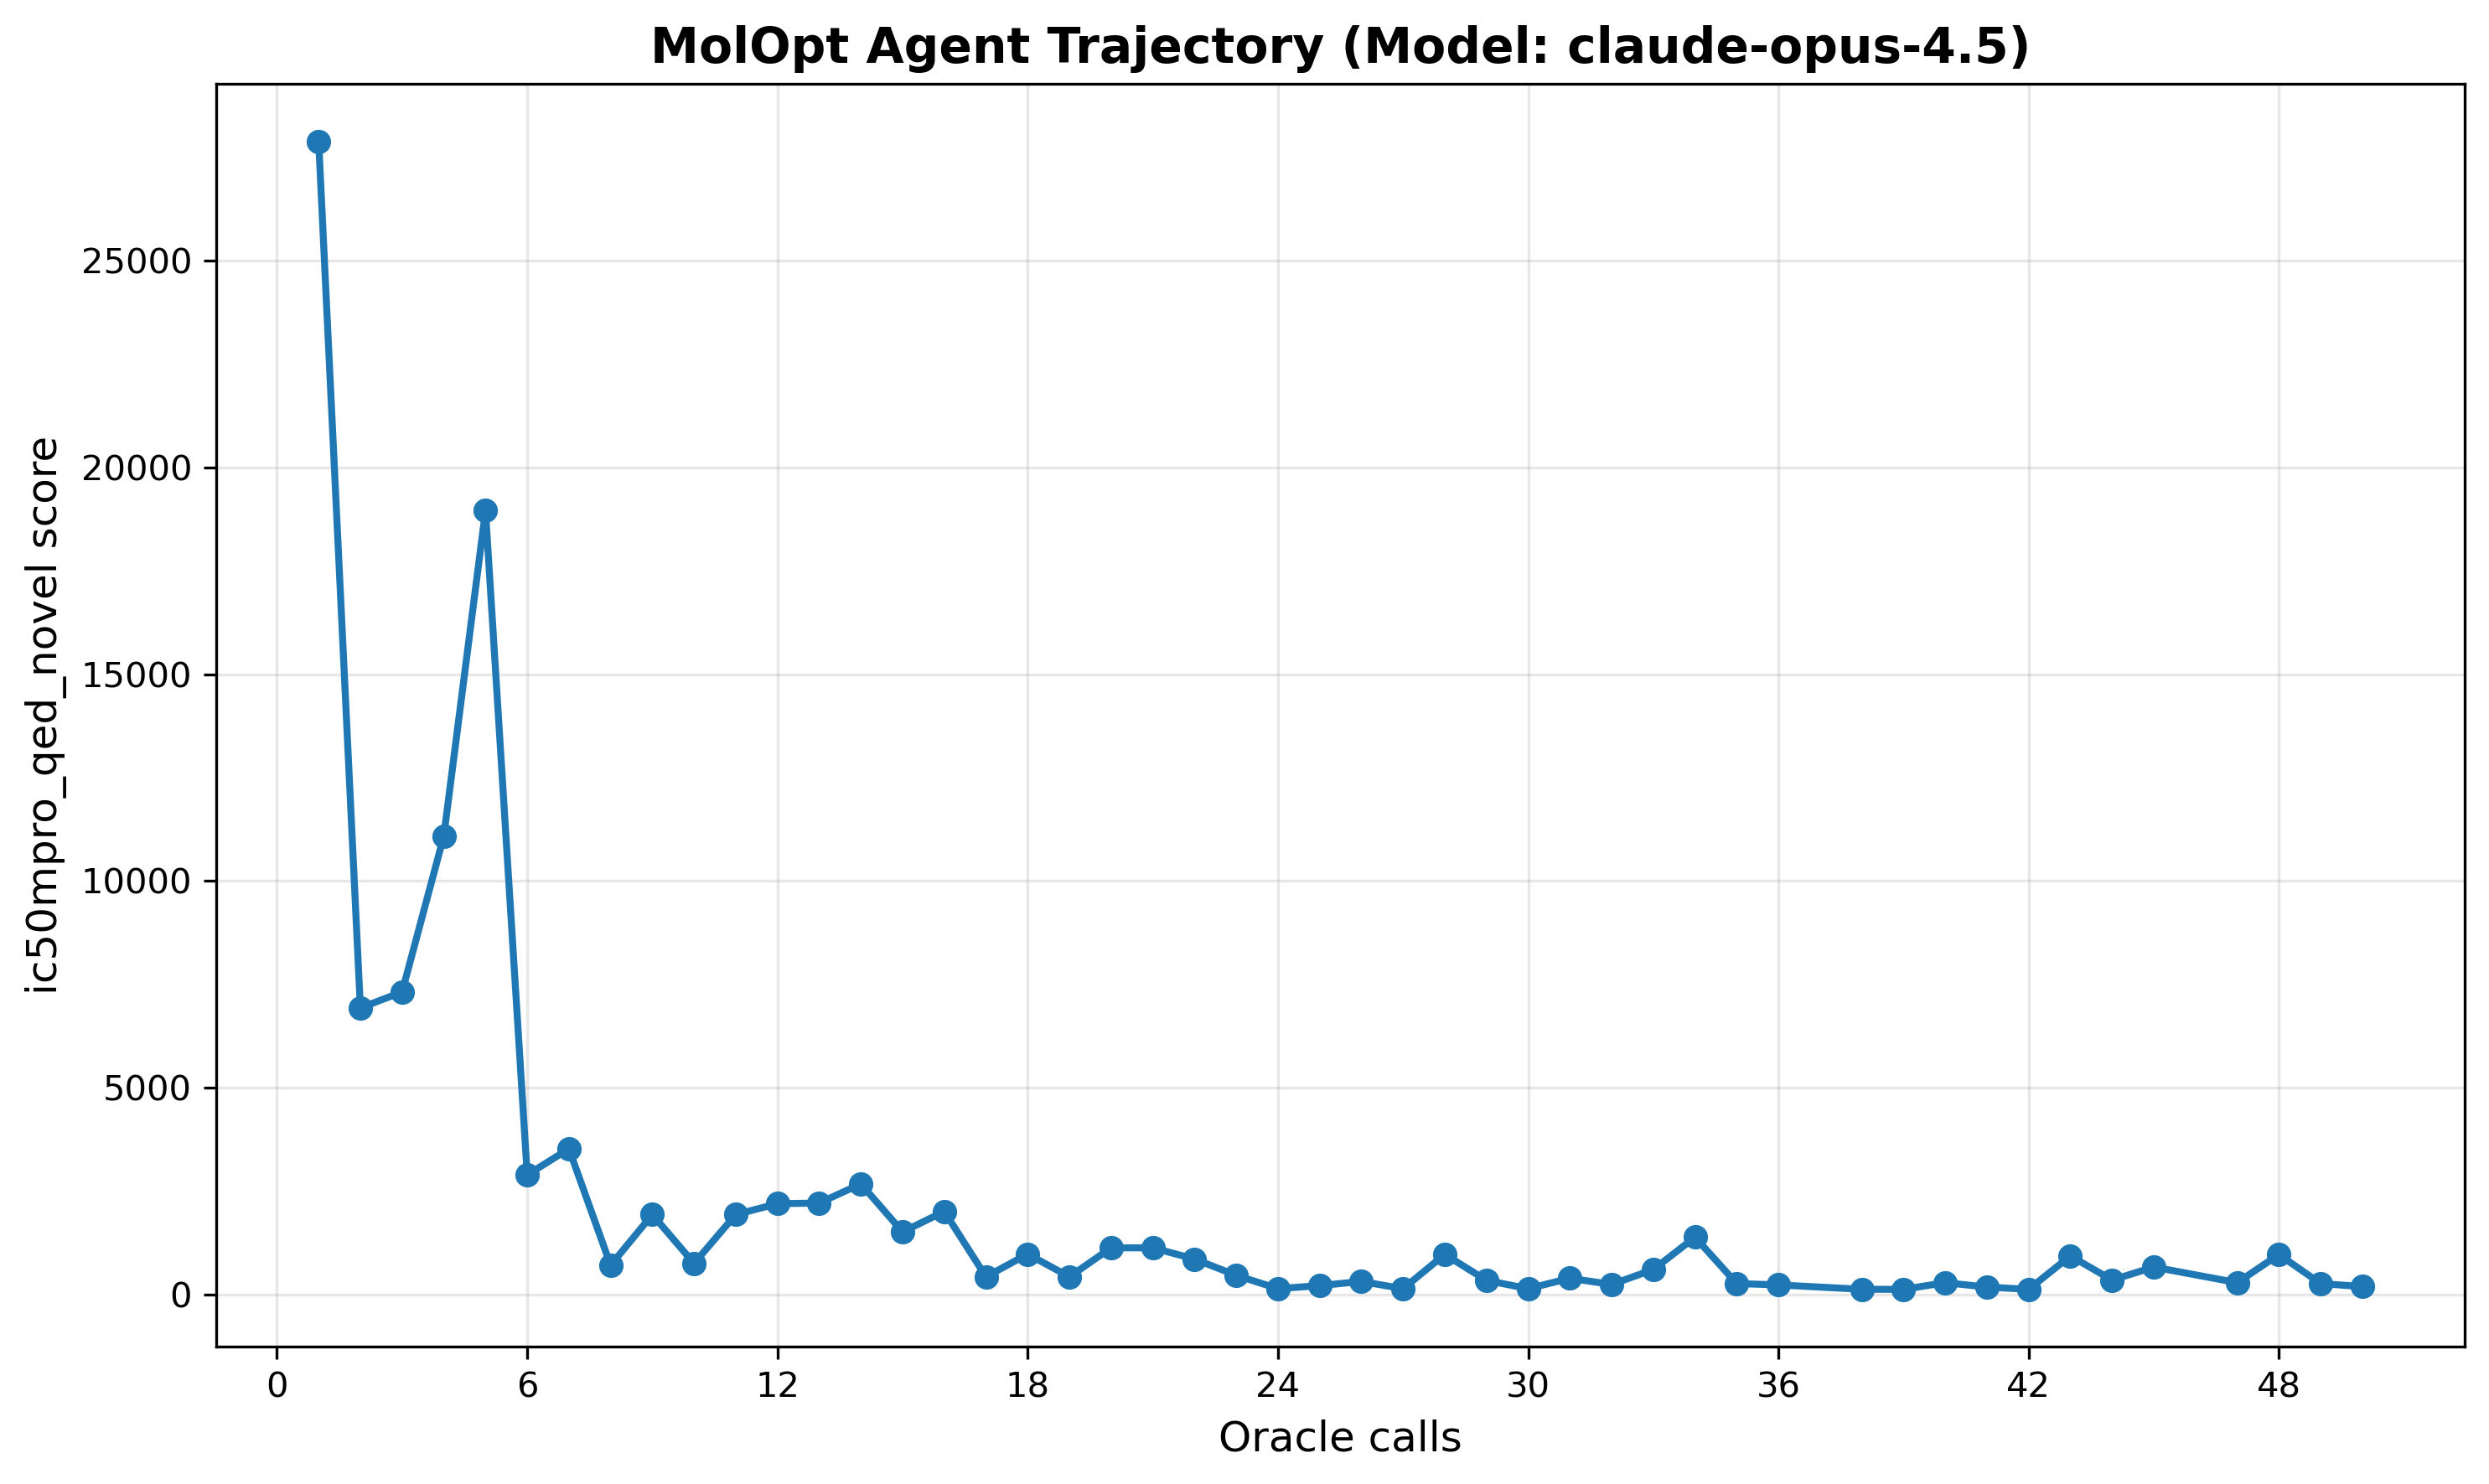 MolOpt Agent Trajectory (Model: claude-opus-4.5)
ic50mpro_qed_novel score
25000
20000
15000
10000
5000
0
0 6 12 18 24 30 36 42 48
Oracle calls